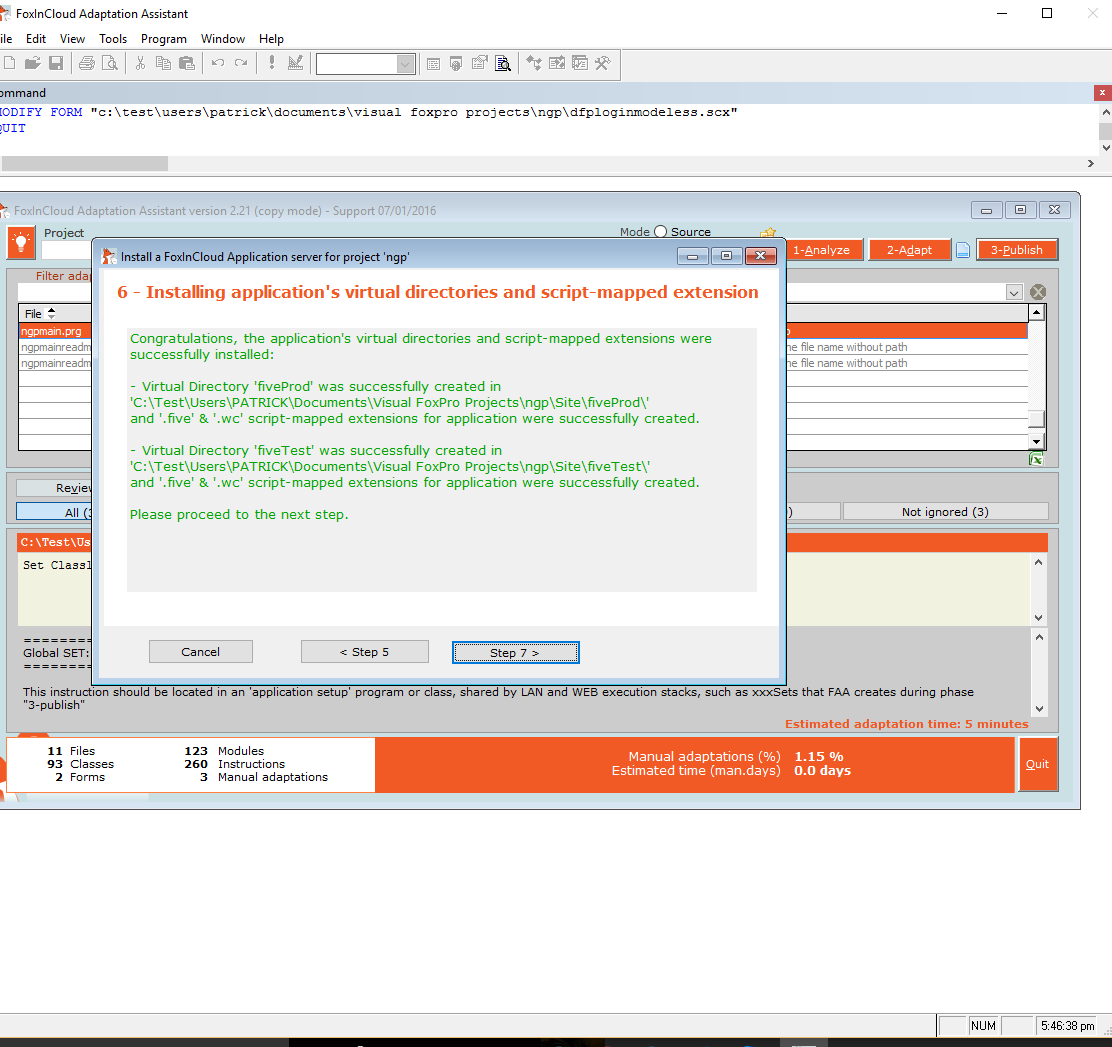 FoxInCloud Adaptation Assistant
ile Edit View Tools Program Window Help
ommand
MODIFY FORM "c:\test\users\patrick\documents\visual foxpro projects\ngp\dfploginmodeless.scx"
QUIT
FoxInCloud Adaptation Assistant version 2.21 (copy mode) - Support 07/01/2016
Project
Mode Source
1-Analyze 2-Adapt 3-Publish
Install a FoxInCloud Application server for project 'ngp'
Filter adap
6 - Installing application's virtual directories and script-mapped extension
File
ngpmain.prg
ngpmainreadm
ne file name without path
ngpmainreadm
ne file name without path
Congratulations, the application's virtual directories and script-mapped extensions were
successfully installed:
- Virtual Directory 'fiveProd' was successfully created in
'C:\Test\Users\PATRICK\Documents\Visual FoxPro Projects\ngp\Site\fiveProd\'
and '.five' & '.wc' script-mapped extensions for application were successfully created.
- Virtual Directory 'fiveTest' was successfully created in
'C:\Test\Users\PATRICK\Documents\Visual FoxPro Projects\ngp\Site\fiveTest\'
and '.five' & '.wc' script-mapped extensions for application were successfully created.
Please proceed to the next step.
Review
All (3
) Not ignored (3)
C:\Test\Us
Set Classl
Cancel < Step 5 Step 7 >
==========
Global SET:
==========
This instruction should be located in an 'application setup' program or class, shared by LAN and WEB execution stacks, such as xxxSets that FAA creates during phase
"3-publish"
Estimated adaptation time: 5 minutes
11 Files 123 Modules
93 Classes 260 Instructions
2 Forms 3 Manual adaptations
Manual adaptations (%) 1.15 %
Estimated time (man.days) 0.0 days
Quit
NUM 5:46:38 pm